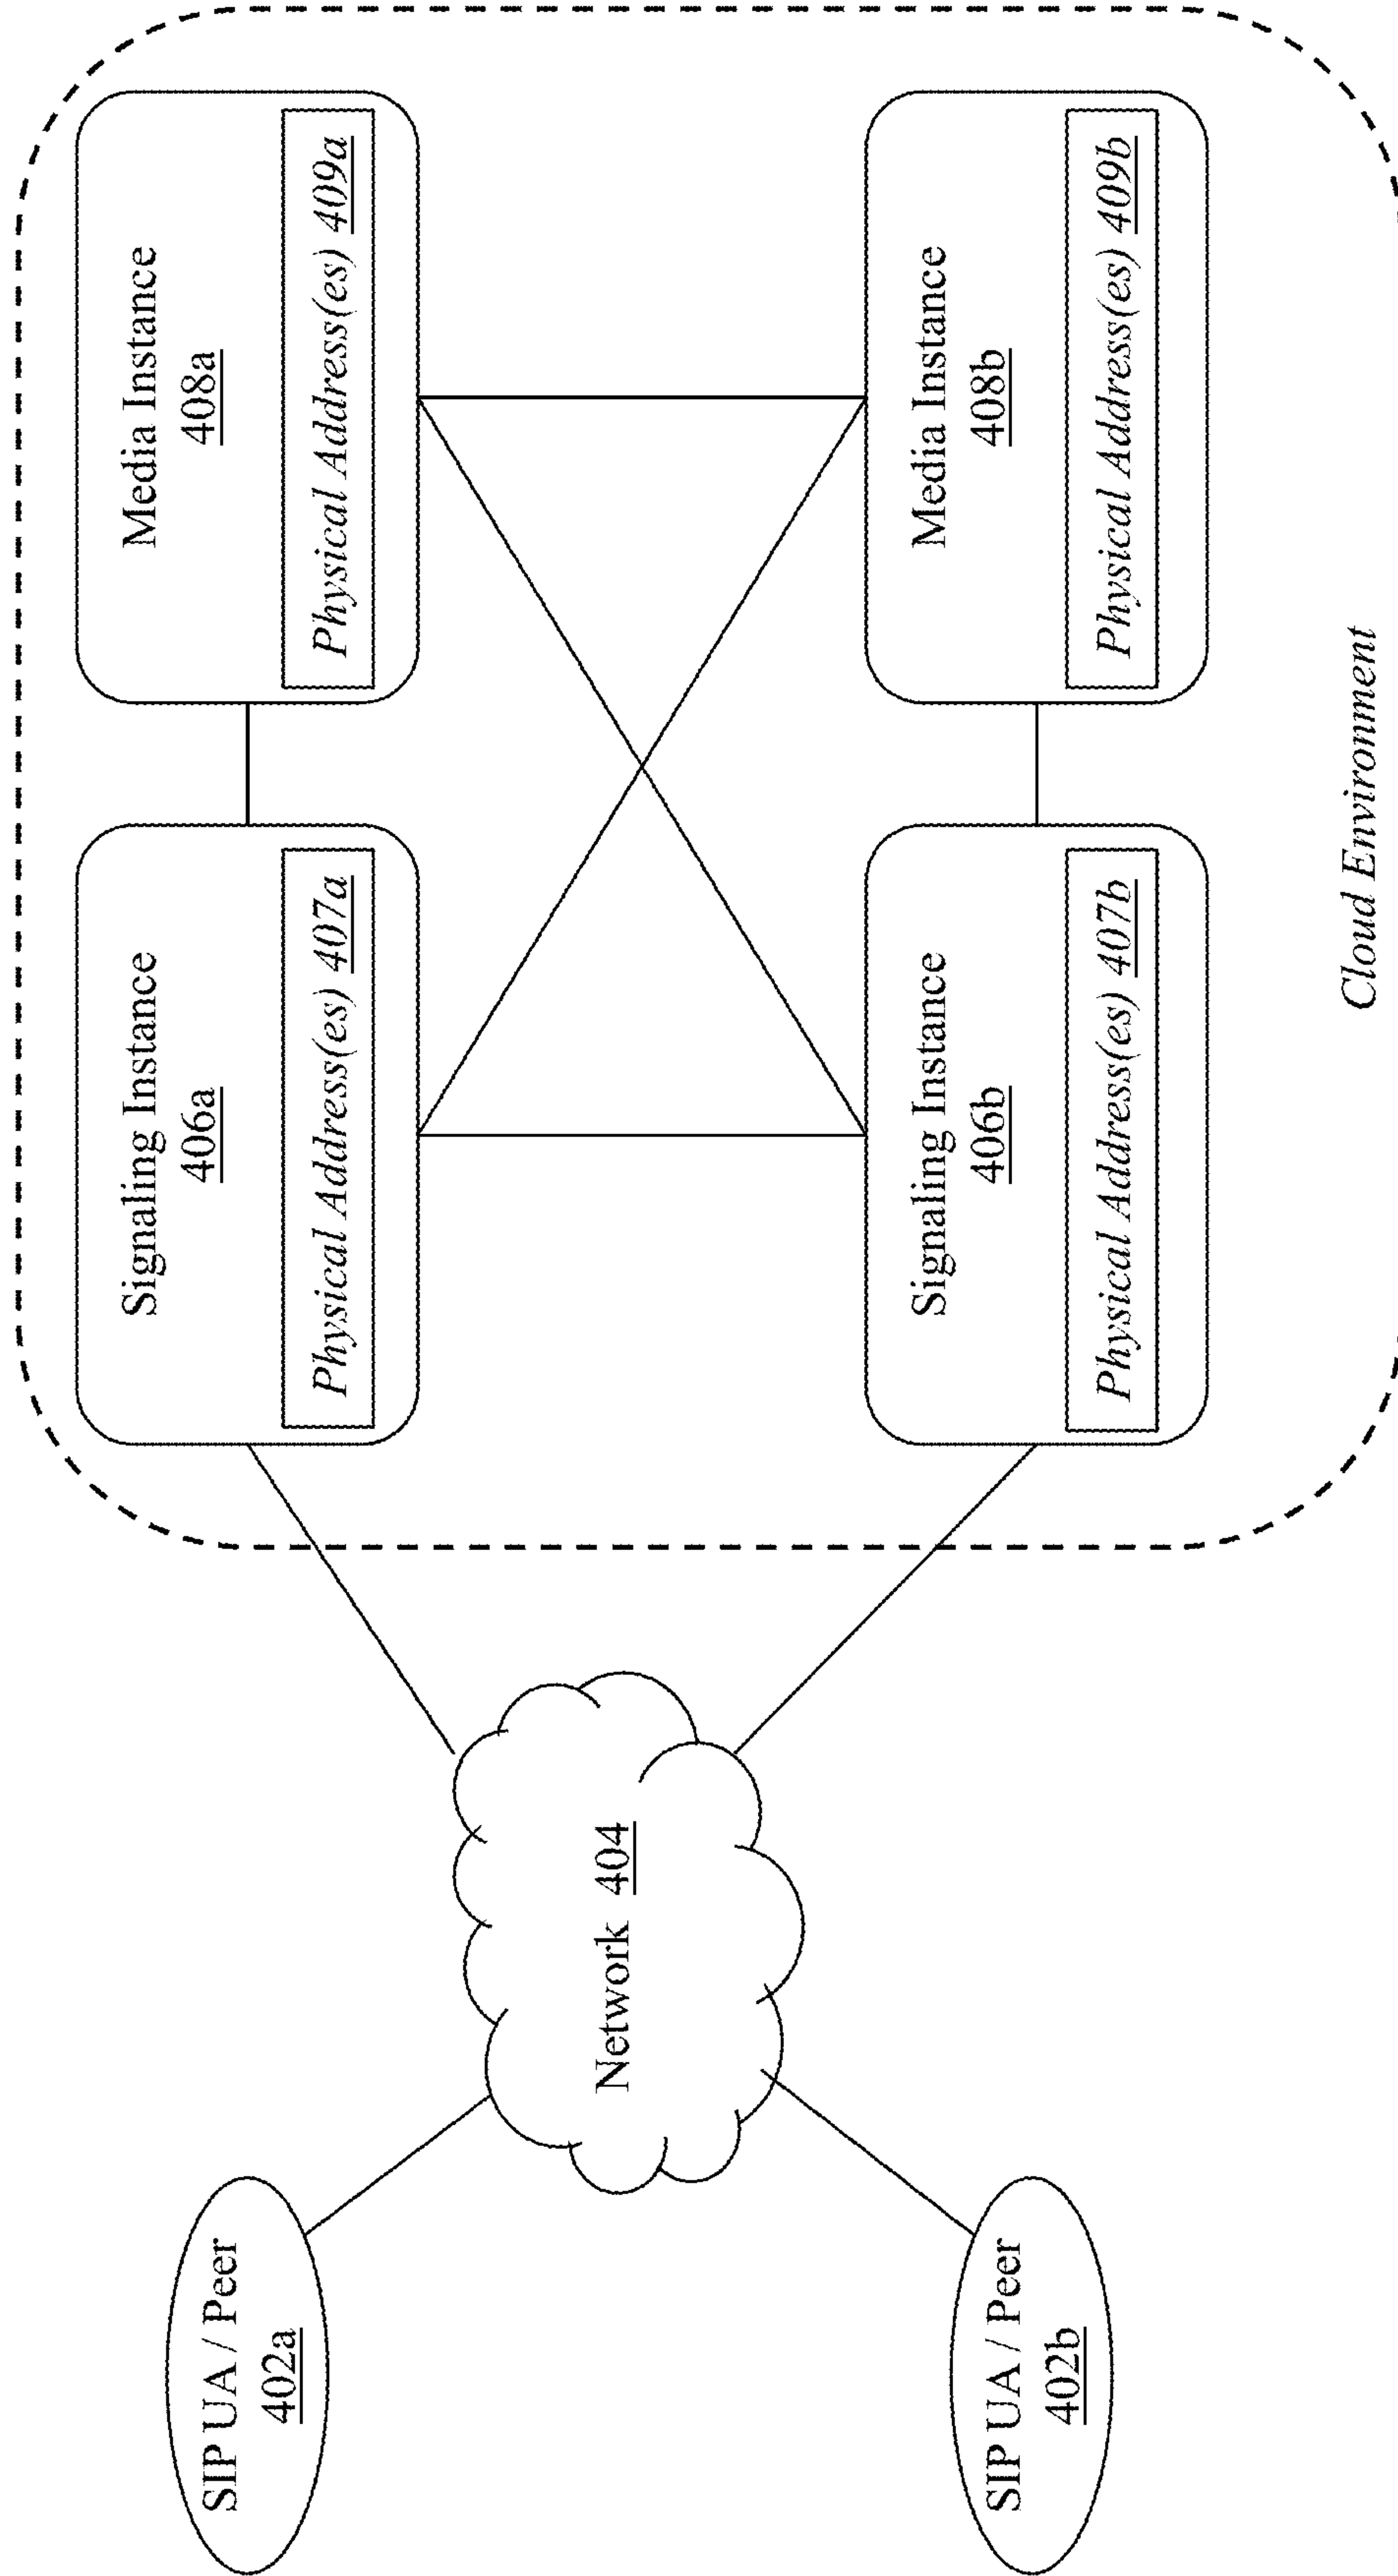 SIP UA / Peer
402a
SIP UA / Peer
402b
Network 404
Signaling Instance
406a
Physical Address(es) 407a
Media Instance
408a
Physical Address(es) 409a
Signaling Instance
406b
Physical Address(es) 407b
Media Instance
408b
Physical Address(es) 409b
Cloud Environment